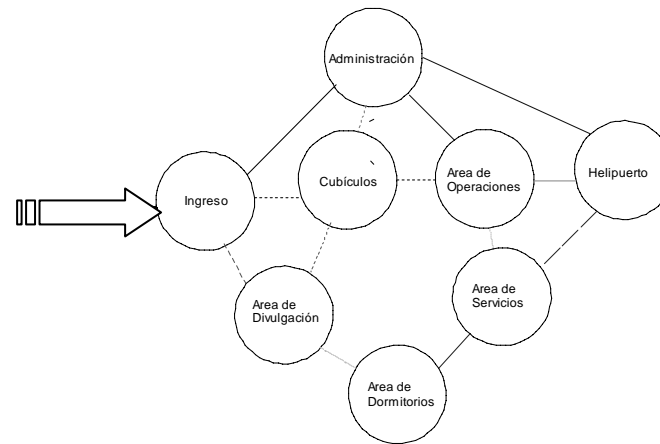 Administración
Ingreso
Cubículos
Area de
Operaciones
Helipuerto
Area de
Divulgación
Area de
Servicios
Area de
Dormitorios